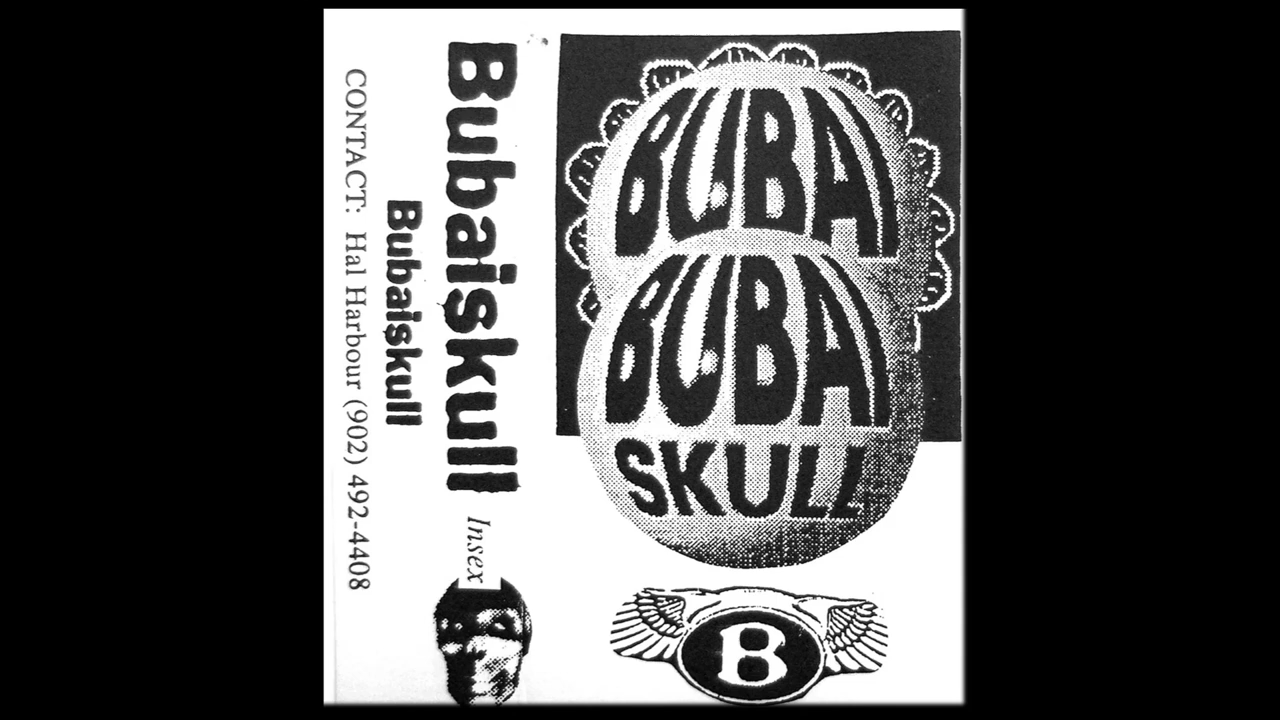 CONTACT: Hal Harbour (902) 492-4408
Bubaiskull
Bubaiskull
Insex
BUBAI
BUBAI
SKULL
B